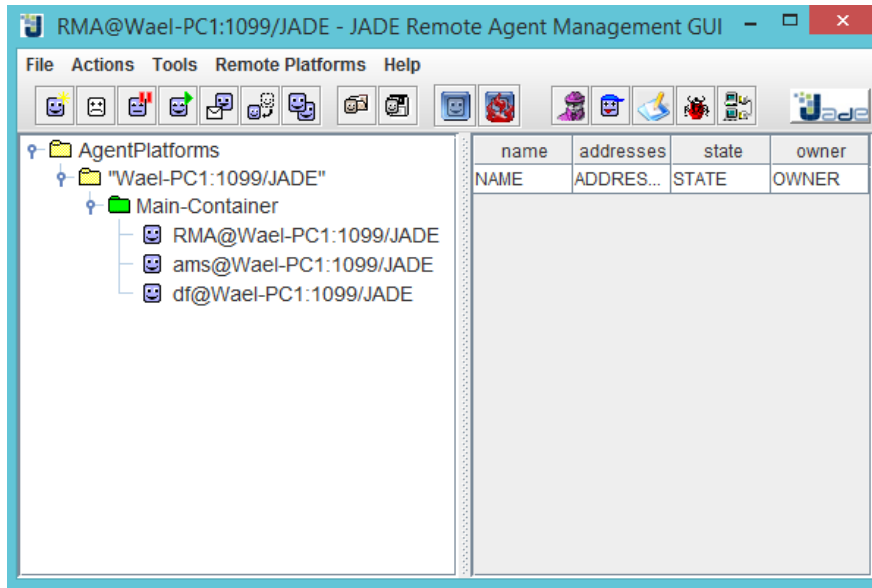 RMA@Wael-PC1:1099/JADE - JADE Remote Agent Management GUI
File Actions Tools Remote Platforms Help
Jade
AgentPlatforms
"Wael-PC1:1099/JADE"
Main-Container
RMA@Wael-PC1:1099/JADE
ams@Wael-PC1:1099/JADE
df@Wael-PC1:1099/JADE
name addresses state owner
NAME ADDRES... STATE OWNER